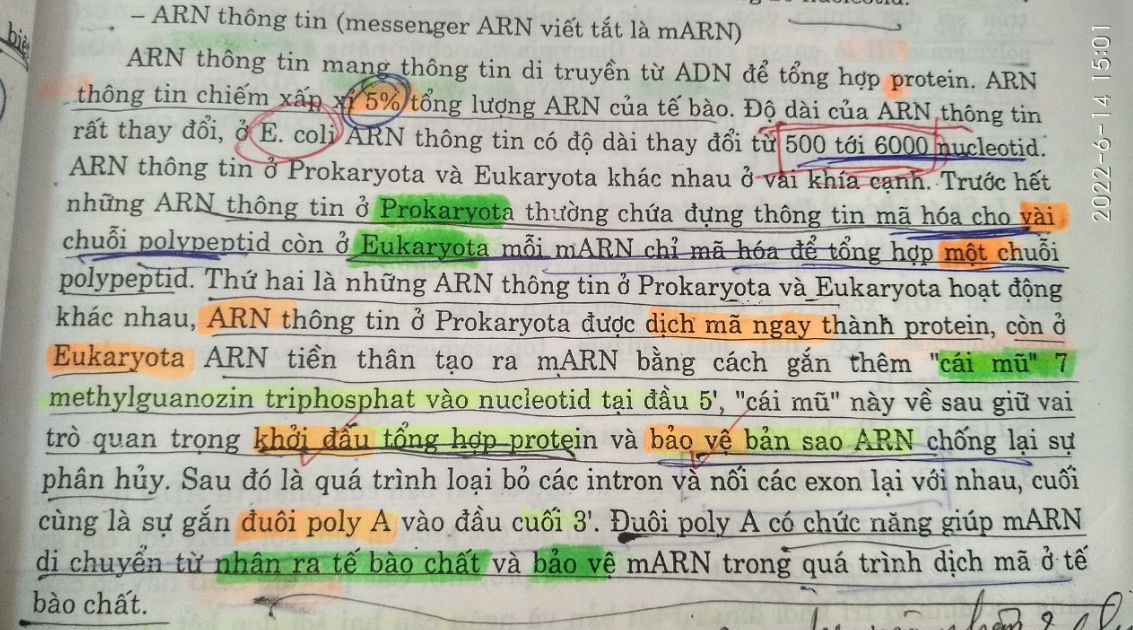 – ARN thông tin (messenger ARN viết tắt là mARN)
biệ
ARN thông tin mang thông tin di truyền từ ADN để tổng hợp protein. ARN
thông tin chiếm xấp xỉ 5% tổng lượng ARN của tế bào. Độ dài của ARN thông tin
rất thay đổi, ở E. coli ARN thông tin có độ dài thay đổi từ 500 tới 6000 nucleotid.
ARN thông tin ở Prokaryota và Eukaryota khác nhau ở vài khía cạnh. Trước hết
những ARN thông tin ở Prokaryota thường chứa đựng thông tin mã hóa cho vài
chuỗi polypeptid còn ở Eukaryota mỗi mARN chỉ mã hóa để tổng hợp một chuỗi
polypeptid. Thứ hai là những ARN thông tin ở Prokaryota và Eukaryota hoạt động
khác nhau, ARN thông tin ở Prokaryota được dịch mã ngay thành protein, còn ở
Eukaryota ARN tiền thân tạo ra mARN bằng cách gắn thêm "cái mũ" 7
methylguanozin triphosphat vào nucleotid tại đầu 5', "cái mũ" này về sau giữ vai
trò quan trọng khởi đầu tổng hợp protein và bảo vệ bản sao ARN chống lại sự
phân hủy. Sau đó là quá trình loại bỏ các intron và nối các exon lại với nhau, cuối
cùng là sự gắn đuôi poly A vào đầu cuối 3'. Đuôi poly A có chức năng giúp mARN
di chuyển từ nhân ra tế bào chất và bảo vệ mARN trong quá trình dịch mã ở tế
bào chất.
2022-6-14 15:01